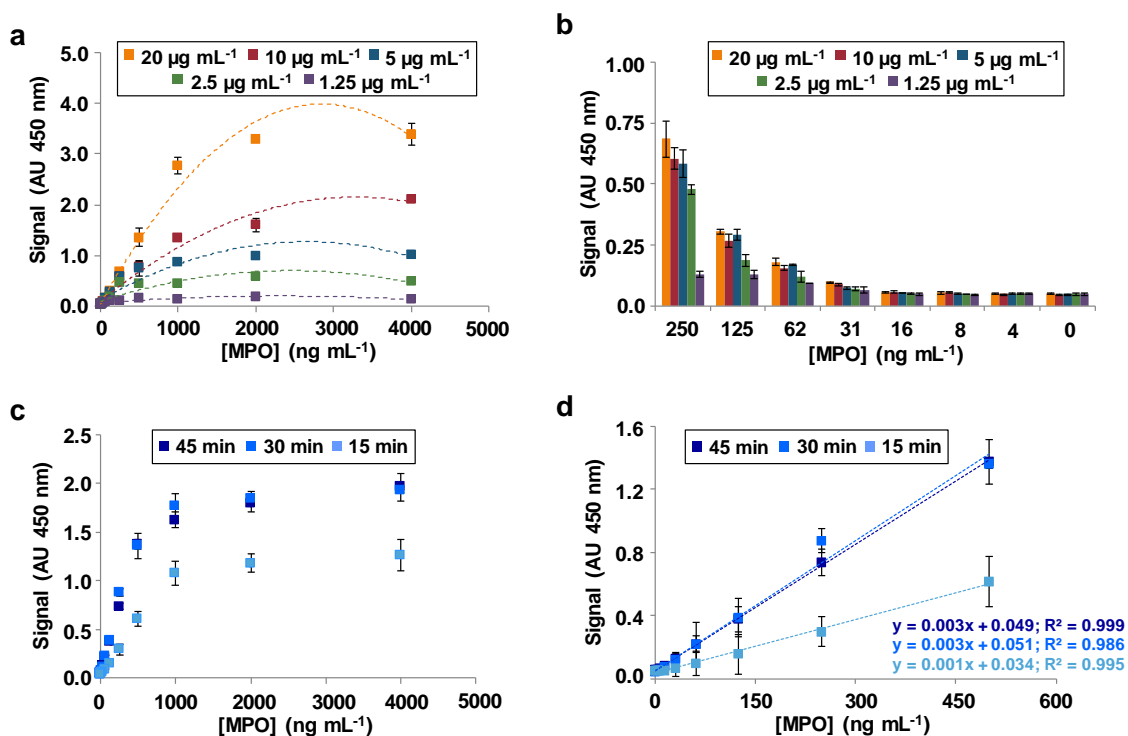 a
20 µg mL⁻¹ 10 µg mL⁻¹ 5 µg mL⁻¹
2.5 µg mL⁻¹ 1.25 µg mL⁻¹
Signal (AU 450 nm)
5.0
4.0
3.0
2.0
1.0
0.0
0 1000 2000 3000 4000 5000
[MPO] (ng mL⁻¹)
b
20 µg mL⁻¹ 10 µg mL⁻¹ 5 µg mL⁻¹
2.5 µg mL⁻¹ 1.25 µg mL⁻¹
Signal (AU 450 nm)
1.00
0.75
0.50
0.25
0.0
250 125 62 31 16 8 4 0
[MPO] (ng mL⁻¹)
c
45 min 30 min 15 min
Signal (AU 450 nm)
2.5
2.0
1.5
1.0
0.5
0.0
0 1000 2000 3000 4000 5000
[MPO] (ng mL⁻¹)
d
45 min 30 min 15 min
Signal (AU 450 nm)
1.6
1.2
0.8
0.4
0.0
y = 0.003x + 0.049; R² = 0.999
y = 0.003x + 0.051; R² = 0.986
y = 0.001x + 0.034; R² = 0.995
0 150 300 450 600
[MPO] (ng mL⁻¹)